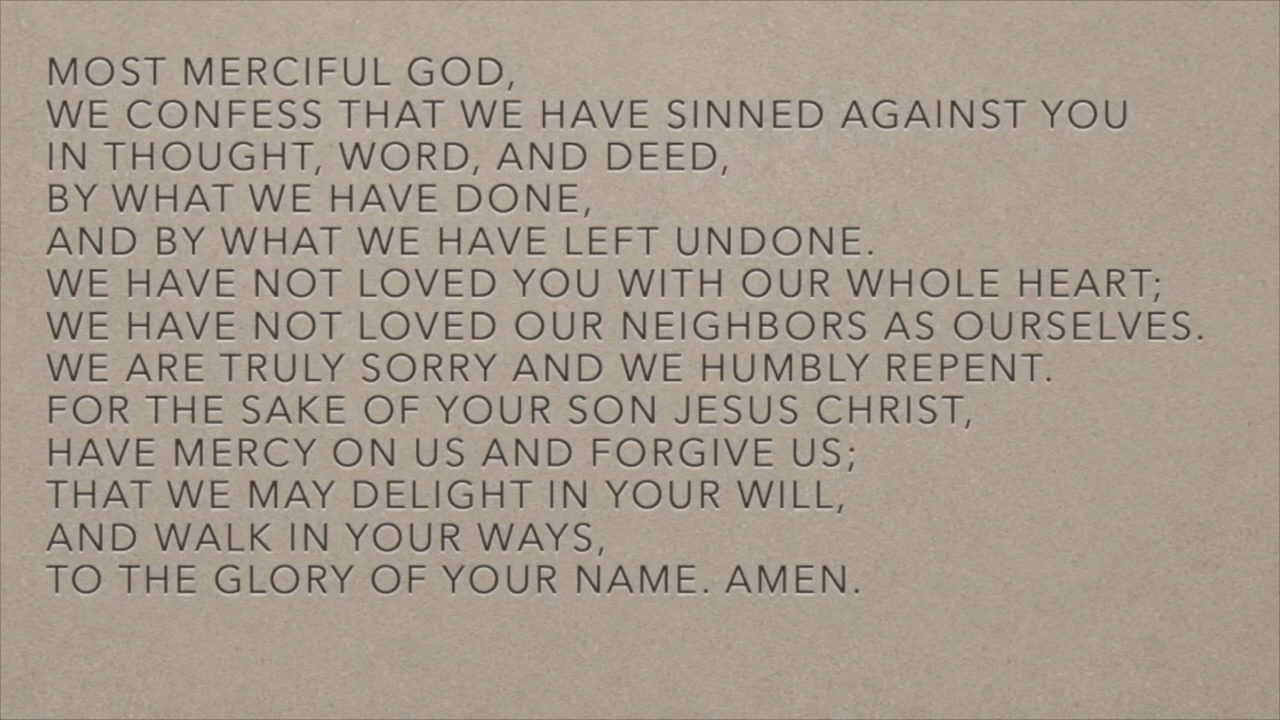 MOST MERCIFUL GOD,
WE CONFESS THAT WE HAVE SINNED AGAINST YOU
IN THOUGHT, WORD, AND DEED,
BY WHAT WE HAVE DONE,
AND BY WHAT WE HAVE LEFT UNDONE.
WE HAVE NOT LOVED YOU WITH OUR WHOLE HEART;
WE HAVE NOT LOVED OUR NEIGHBORS AS OURSELVES.
WE ARE TRULY SORRY AND WE HUMBLY REPENT.
FOR THE SAKE OF YOUR SON JESUS CHRIST,
HAVE MERCY ON US AND FORGIVE US;
THAT WE MAY DELIGHT IN YOUR WILL,
AND WALK IN YOUR WAYS,
TO THE GLORY OF YOUR NAME. AMEN.